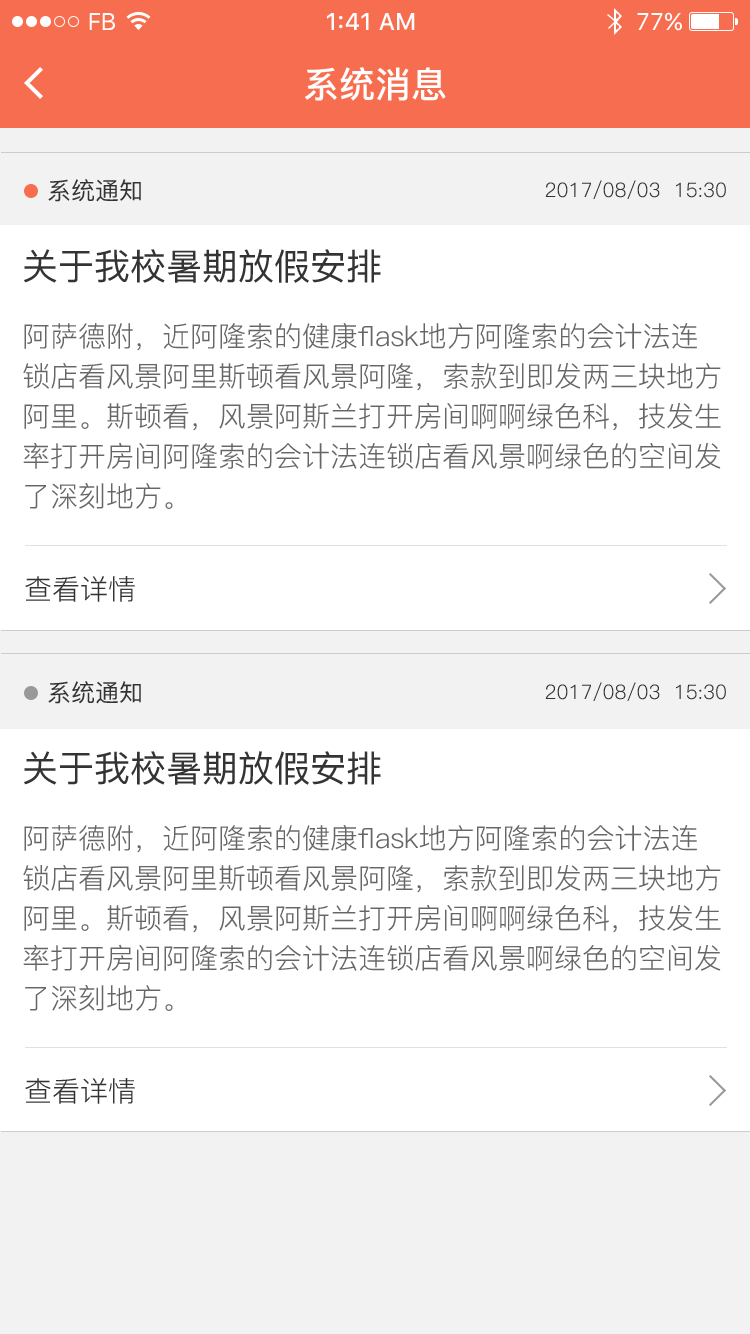 FB 1:41 AM 77%
系统消息
系统通知 2017/08/03 15:30
关于我校暑期放假安排
阿萨德附，近阿隆索的健康flask地方阿隆索的会计法连
锁店看风景阿里斯顿看风景阿隆，索款到即发两三块地方
阿里。斯顿看，风景阿斯兰打开房间啊啊绿色科，技发生
率打开房间阿隆索的会计法连锁店看风景啊绿色的空间发
了深刻地方。
查看详情
系统通知 2017/08/03 15:30
关于我校暑期放假安排
阿萨德附，近阿隆索的健康flask地方阿隆索的会计法连
锁店看风景阿里斯顿看风景阿隆，索款到即发两三块地方
阿里。斯顿看，风景阿斯兰打开房间啊啊绿色科，技发生
率打开房间阿隆索的会计法连锁店看风景啊绿色的空间发
了深刻地方。
查看详情